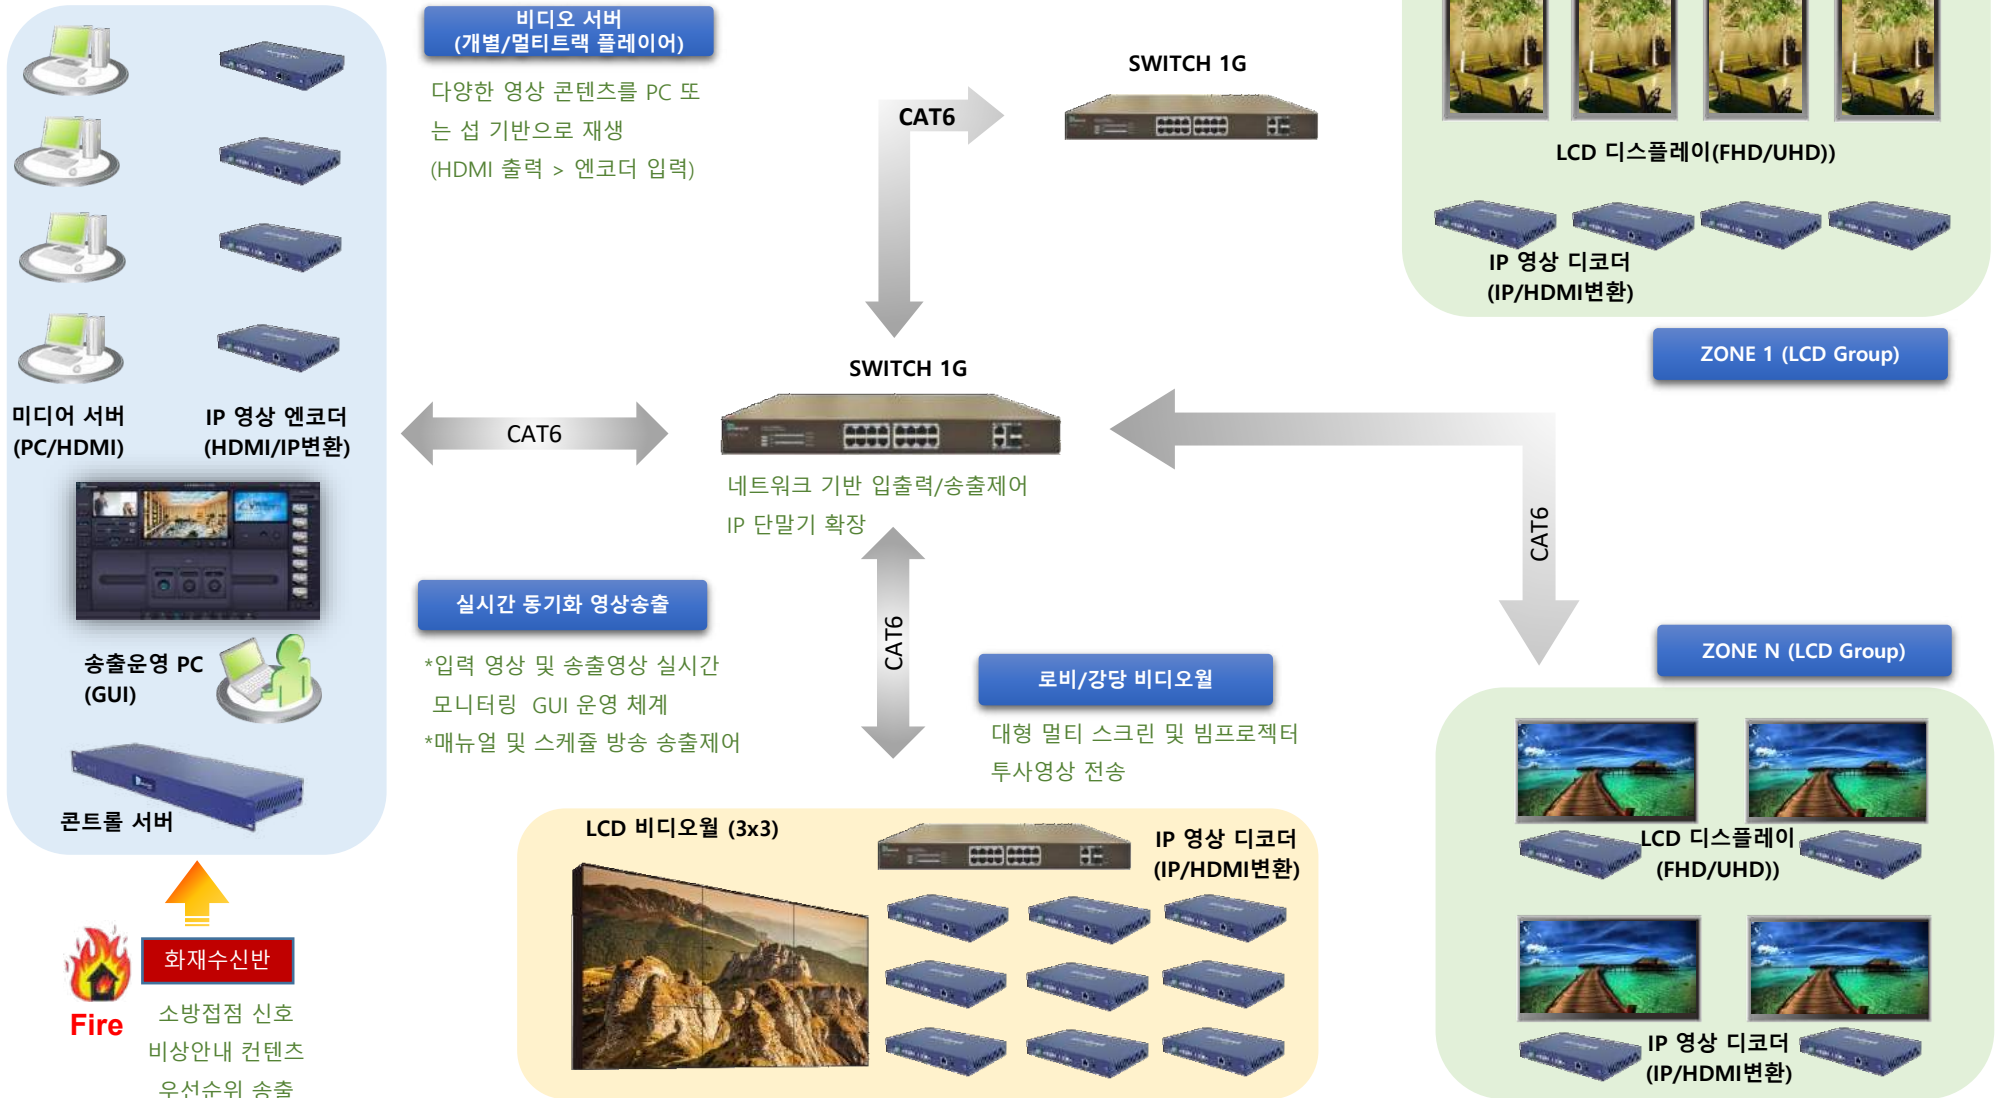 비디오 서버
(개별/멀티트랙 플레이어)
다양한 영상 콘텐츠를 PC 또
는 섭 기반으로 재생
(HDMI 출력 > 엔코더 입력)
미디어 서버
(PC/HDMI)
IP 영상 엔코더
(HDMI/IP변환)
송출운영 PC
(GUI)
콘트롤 서버
화재수신반
Fire
소방접점 신호
비상안내 컨텐츠
우선순위 송출
SWITCH 1G
CAT6
SWITCH 1G
CAT6
네트워크 기반 입출력/송출제어
IP 단말기 확장
CAT6
CAT6
실시간 동기화 영상송출
*입력 영상 및 송출영상 실시간
모니터링 GUI 운영 체계
*매뉴얼 및 스케쥴 방송 송출제어
로비/강당 비디오월
대형 멀티 스크린 및 빔프로젝터
투사영상 전송
LCD 비디오월 (3x3)
IP 영상 디코더
(IP/HDMI변환)
LCD 디스플레이(FHD/UHD))
IP 영상 디코더
(IP/HDMI변환)
ZONE 1 (LCD Group)
ZONE N (LCD Group)
LCD 디스플레이
(FHD/UHD))
IP 영상 디코더
(IP/HDMI변환)